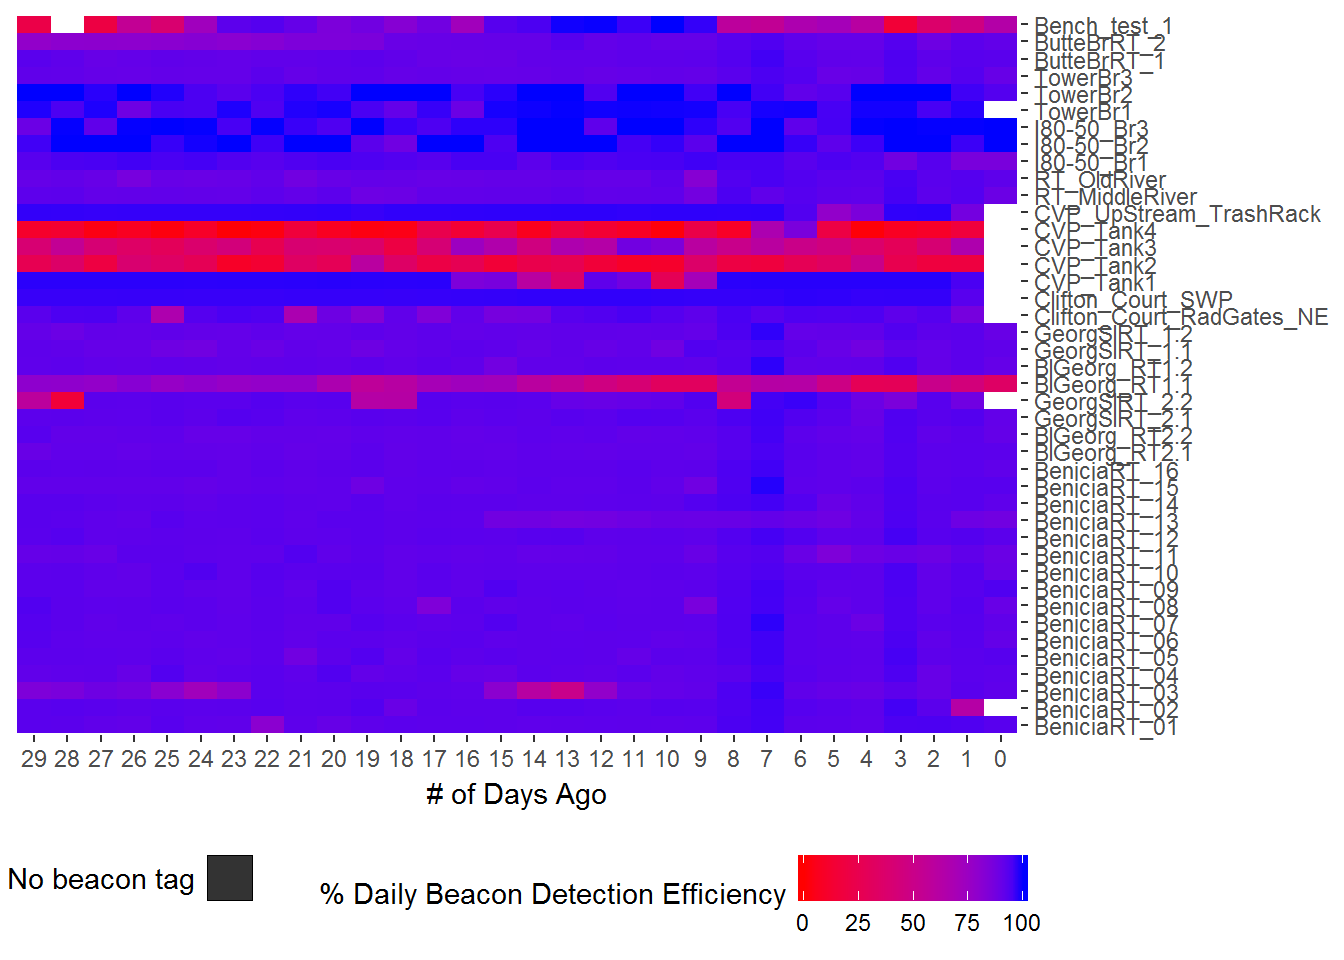 Bench_test_1
ButteBrRT_2
ButteBrRT_1
TowerBr3
TowerBr2
TowerBr1
I80-50_Br3
I80-50_Br2
I80-50_Br1
RT_OldRiver
RT_MiddleRiver
CVP_UpStream_TrashRack
CVP_Tank4
CVP_Tank3
CVP_Tank2
CVP_Tank1
Clifton_Court_SWP
Clifton_Court_RadGates_NE
GeorgSlRT_1.2
GeorgSlRT_1.1
BlGeorg_RT1.2
BlGeorg_RT1.1
GeorgSlRT_2.2
GeorgSlRT_2.1
BlGeorg_RT2.2
BlGeorg_RT2.1
BeniciaRT_16
BeniciaRT_15
BeniciaRT_14
BeniciaRT_13
BeniciaRT_12
BeniciaRT_11
BeniciaRT_10
BeniciaRT_09
BeniciaRT_08
BeniciaRT_07
BeniciaRT_06
BeniciaRT_05
BeniciaRT_04
BeniciaRT_03
BeniciaRT_02
BeniciaRT_01
29 28 27 26 25 24 23 22 21 20 19 18 17 16 15 14 13 12 11 10 9 8 7 6 5 4 3 2 1 0
# of Days Ago
No beacon tag
% Daily Beacon Detection Efficiency
0 25 50 75 100